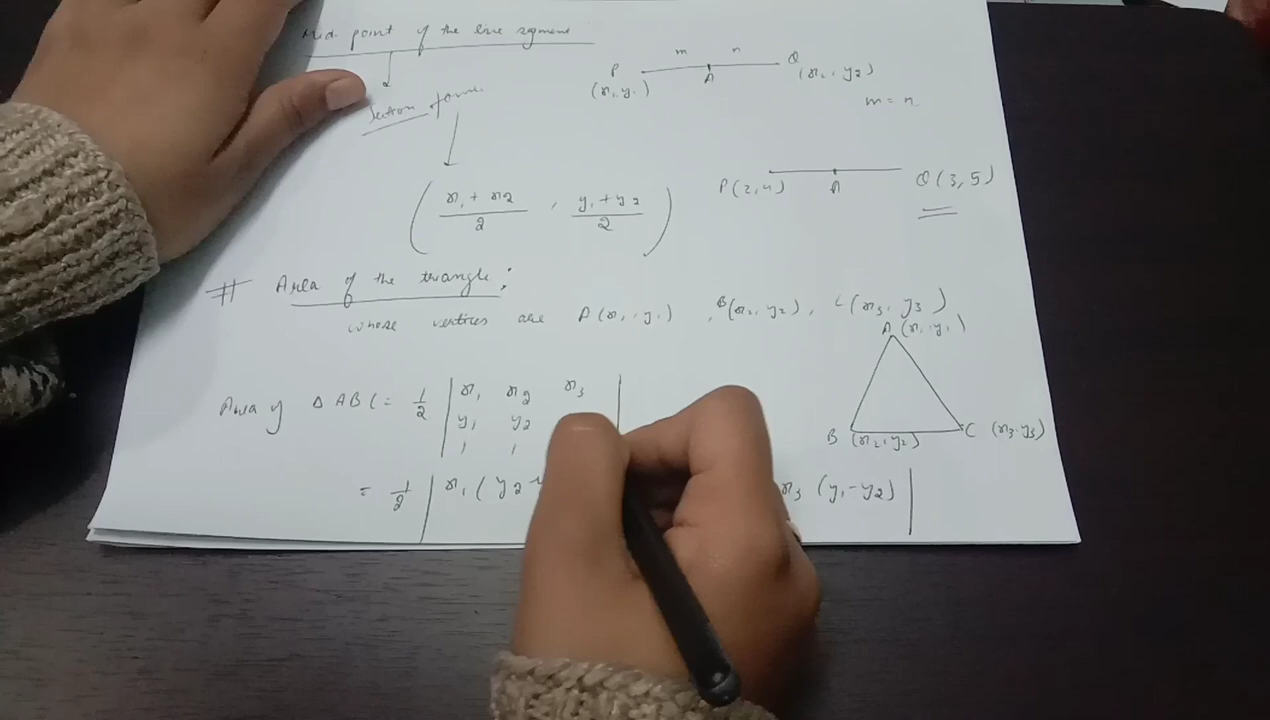 Mid point of the line segment
m n
P A Q
(x₁, y₁) (x₂, y₂)
m = n
Section
( x₁ + x₂ / 2 , y₁ + y₂ / 2 )
P(2,4) A Q(3,5)
# Area of the triangle:
whose vertices are A(x₁, y₁), B(x₂, y₂), C(x₃, y₃)
A(x₁, y₁)
B (x₂, y₂) C (x₃, y₃)
Area of Δ ABC = 1/2 | x₁ x₂ x₃ |
y₁ y₂
1 1
= 1/2 | x₁ ( y₂ - x₃ (y₁ - y₂) |